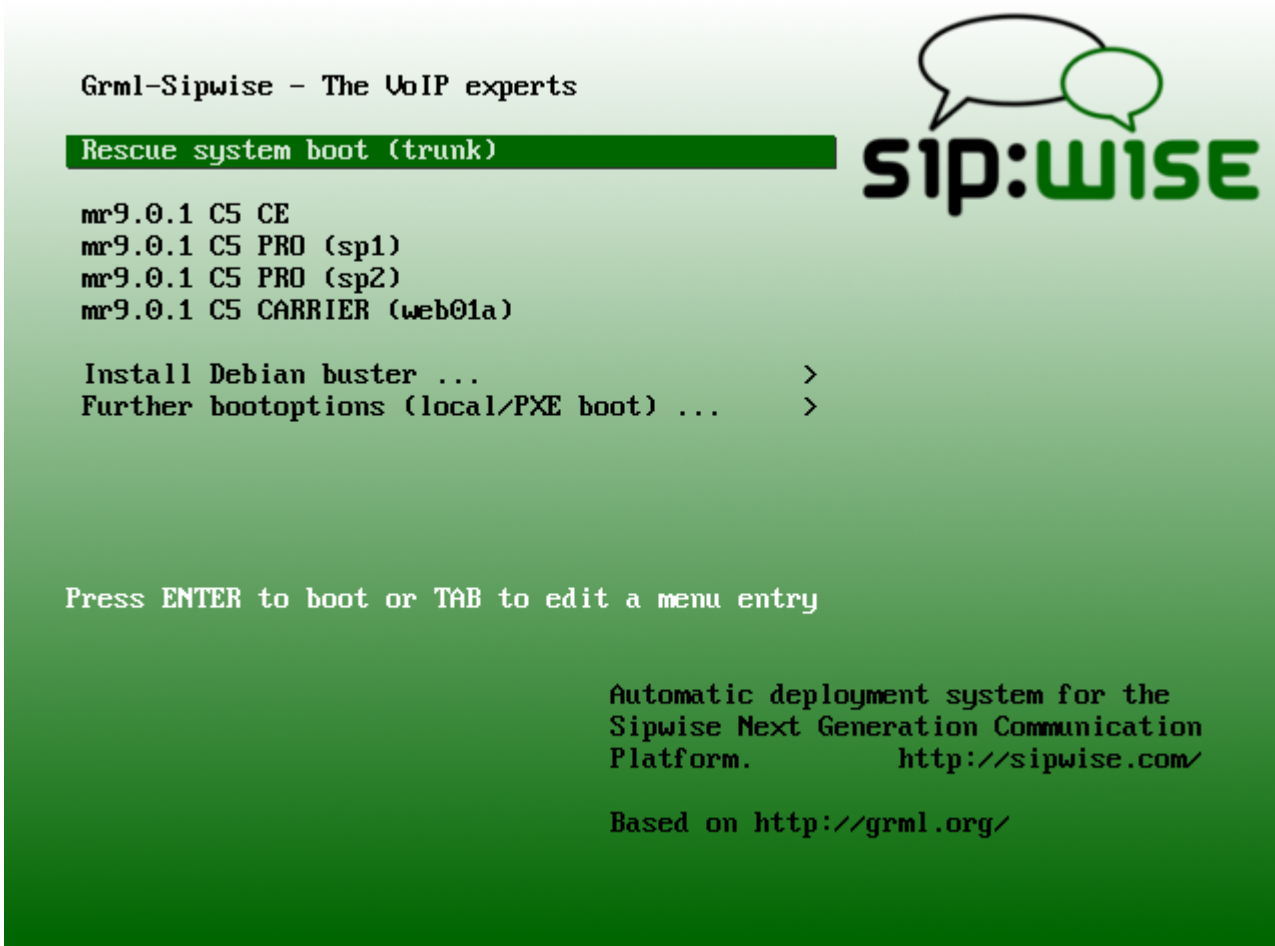 Grml-Sipwise - The VoIP experts
sip:wise
Rescue system boot (trunk)
mr9.0.1 C5 CE
mr9.0.1 C5 PRO (sp1)
mr9.0.1 C5 PRO (sp2)
mr9.0.1 C5 CARRIER (web01a)
Install Debian buster ... >
Further bootoptions (local/PXE boot) ... >
Press ENTER to boot or TAB to edit a menu entry
Automatic deployment system for the
Sipwise Next Generation Communication
Platform. http://sipwise.com/
Based on http://grml.org/